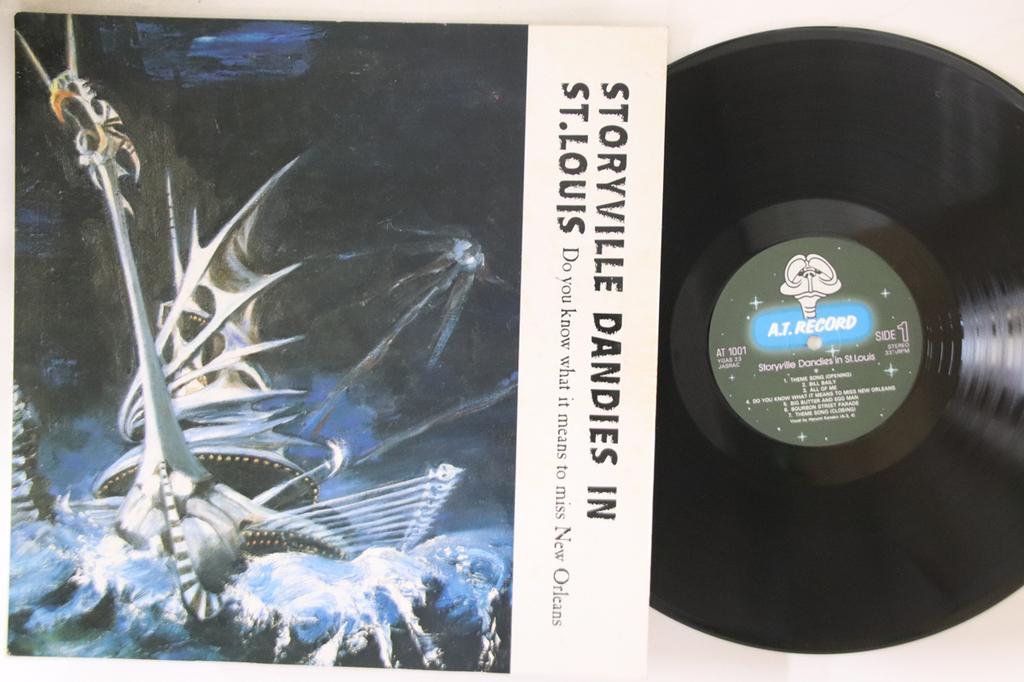 STORYVILLE DANDIES IN
ST.LOUIS Do you know what it means to miss New Orleans
A.T. RECORD
AT 1001
YGAS 23
JASRAC
SIDE 1
STEREO
33⅓RPM
Storyville Dandies in St.Louis
1. THEME SONG (OPENING)
2. BILL BAILY
3. ALL OF ME
4. DO YOU KNOW WHAT IT MEANS TO MISS NEW ORLEANS
5. BIG BUTTER AND EGG MAN
6. BOURBON STREET PARADE
7. THEME SONG (CLOSING)
Vocal by